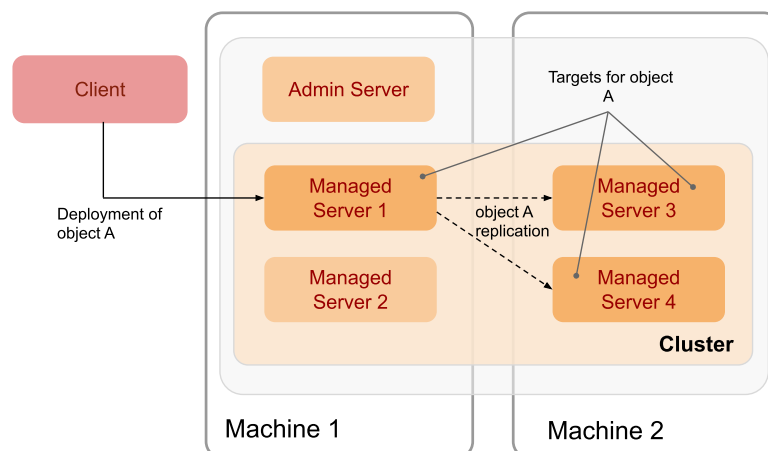 Client
Admin Server
Targets for object
A
Managed
Server 1
Managed
Server 3
Deployment of
object A
object A
replication
Managed
Server 2
Managed
Server 4
Cluster
Machine 1
Machine 2